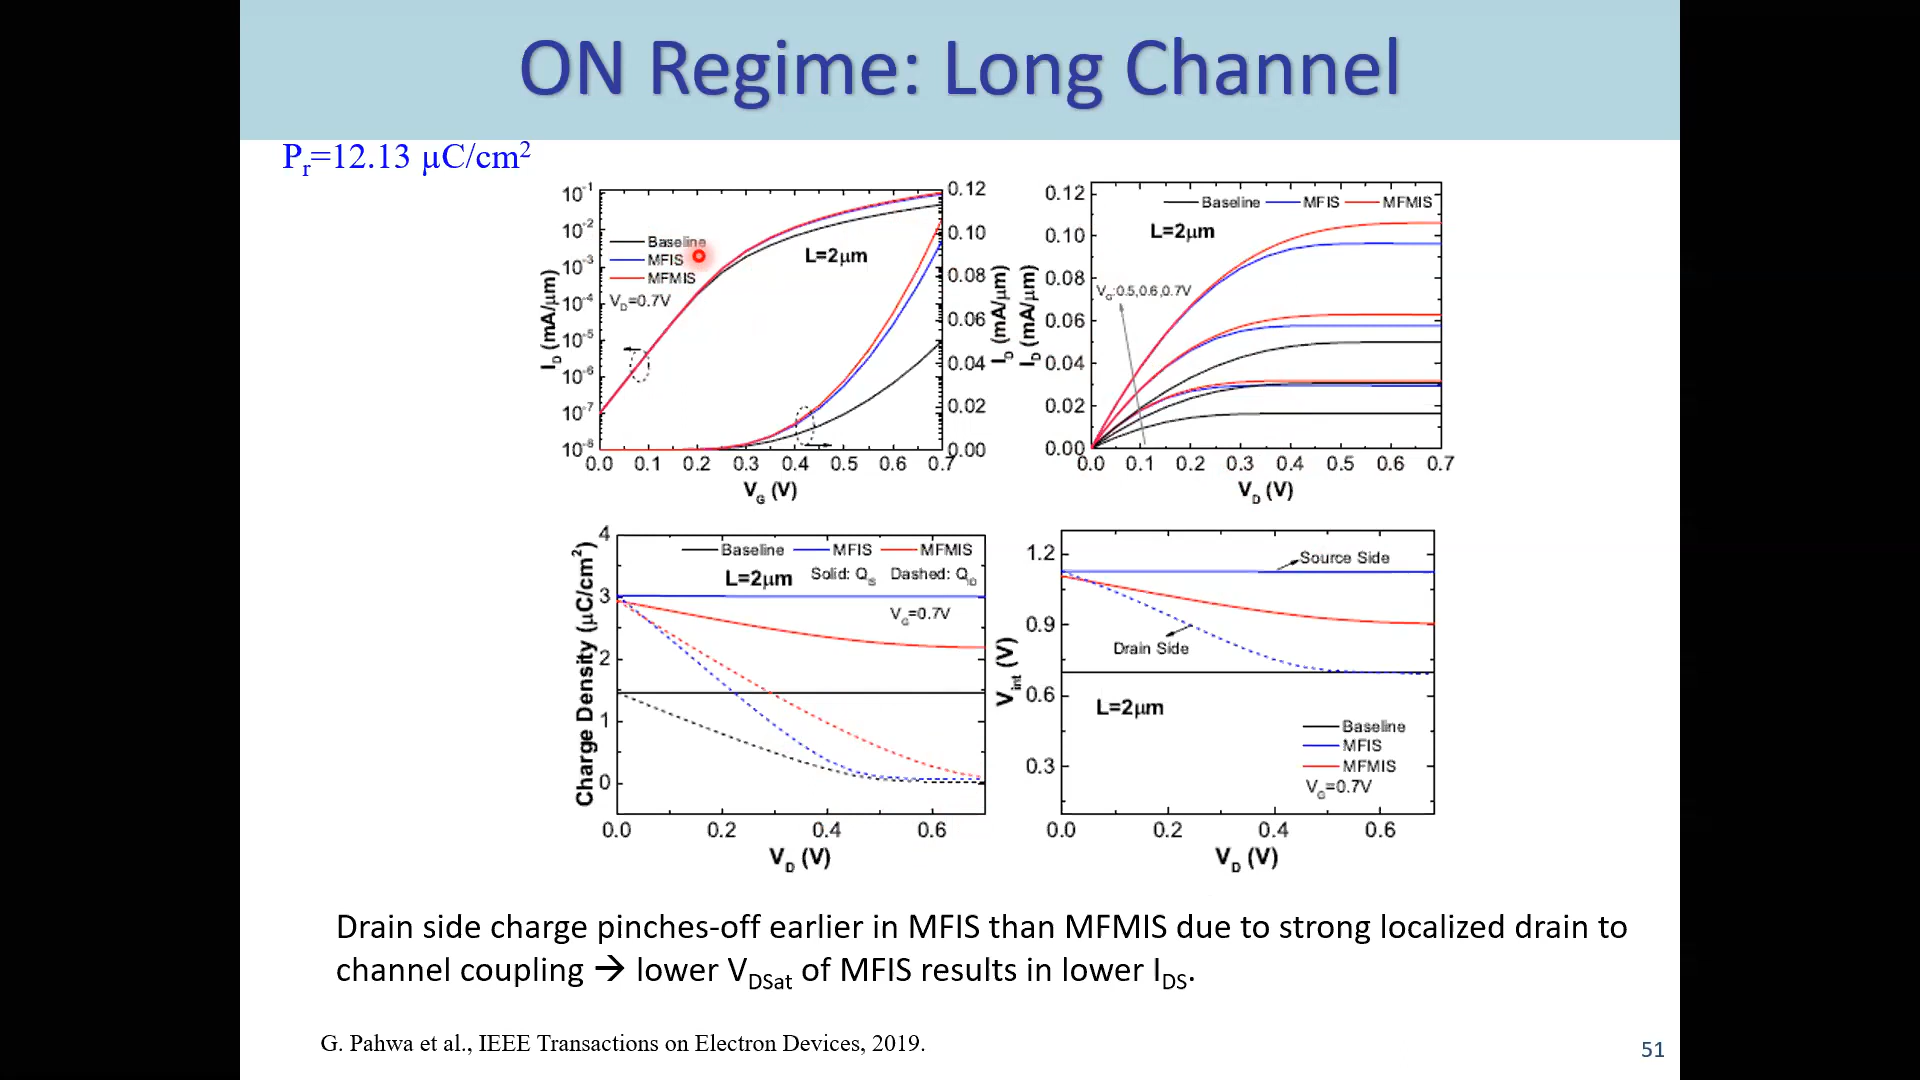 ON Regime: Long Channel
Pr=12.13 µC/cm²
10⁻¹
10⁻²
10⁻³
10⁻⁴
10⁻⁵
10⁻⁶
10⁻⁷
10⁻⁸
I_D (mA/µm)
Baseline
MFIS
MFMIS
V_D=0.7V
L=2µm
0.12
0.10
0.08
0.06
0.04
0.02
0.00
I_D (mA/µm)
0.0 0.1 0.2 0.3 0.4 0.5 0.6 0.7
V_G (V)
0.12
0.10
0.08
0.06
0.04
0.02
0.00
I_D (mA/µm)
Baseline MFIS MFMIS
L=2µm
V_G:0.5,0.6,0.7V
0.0 0.1 0.2 0.3 0.4 0.5 0.6 0.7
V_D (V)
4
3
2
1
0
Charge Density (µC/cm²)
Baseline MFIS MFMIS
L=2µm Solid: Q_iS Dashed: Q_iD
V_G=0.7V
0.0 0.2 0.4 0.6
V_D (V)
1.2
0.9
0.6
0.3
V_int (V)
Source Side
Drain Side
L=2µm
Baseline
MFIS
MFMIS
V_G=0.7V
0.0 0.2 0.4 0.6
V_D (V)
Drain side charge pinches-off earlier in MFIS than MFMIS due to strong localized drain to
channel coupling → lower V_DSat of MFIS results in lower I_DS.
G. Pahwa et al., IEEE Transactions on Electron Devices, 2019.
51